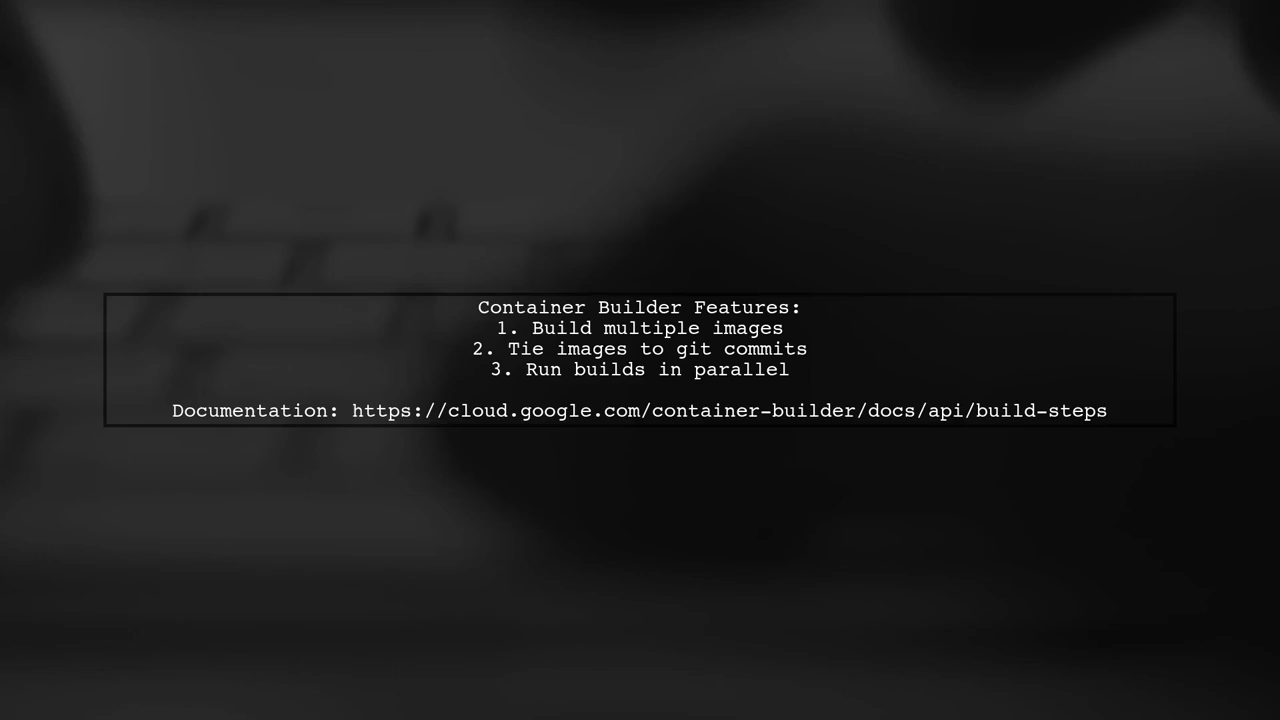 Container Builder Features:
1. Build multiple images
2. Tie images to git commits
3. Run builds in parallel
Documentation: https://cloud.google.com/container-builder/docs/api/build-steps